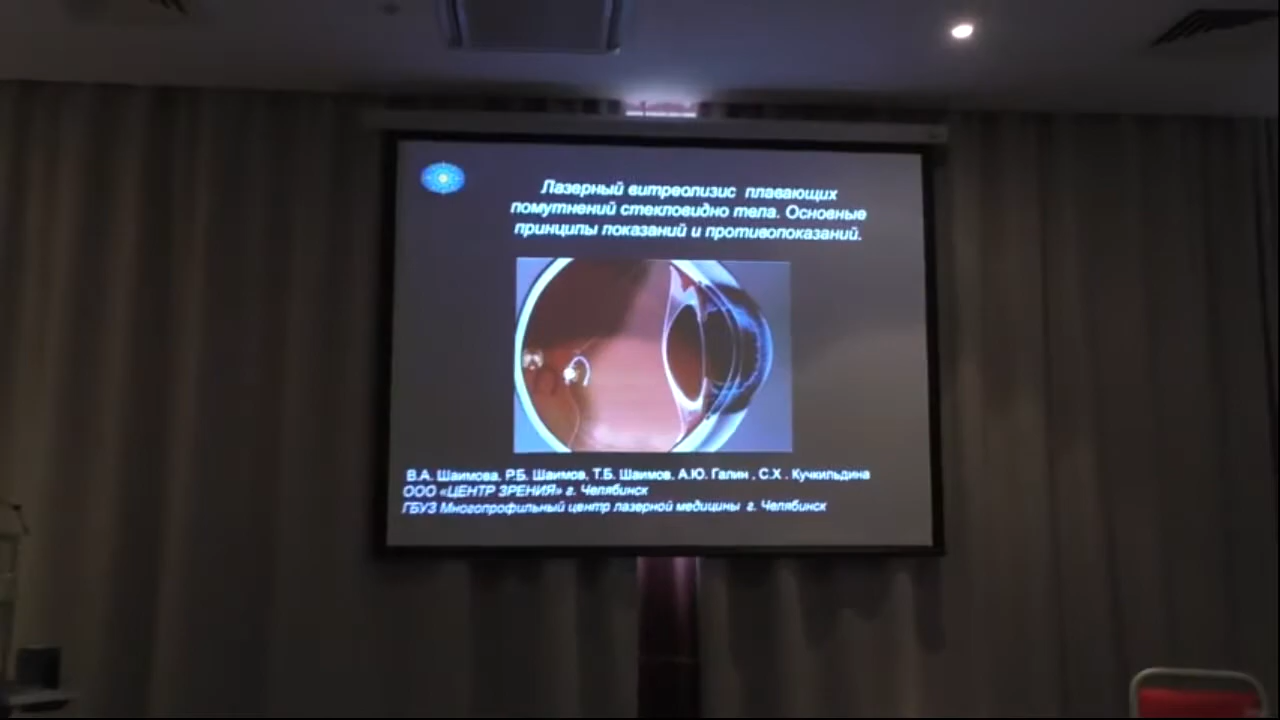 Лазерный витреолизис плавающих
помутнений стекловидно тела. Основные
принципы показаний и противопоказаний.
В.А. Шаимова, Р.Б. Шаимов, Т.Б. Шаимов, А.Ю. Галин , С.Х . Кучкильдина
ООО «ЦЕНТР ЗРЕНИЯ» г. Челябинск
ГБУЗ Многопрофильный центр лазерной медицины г. Челябинск